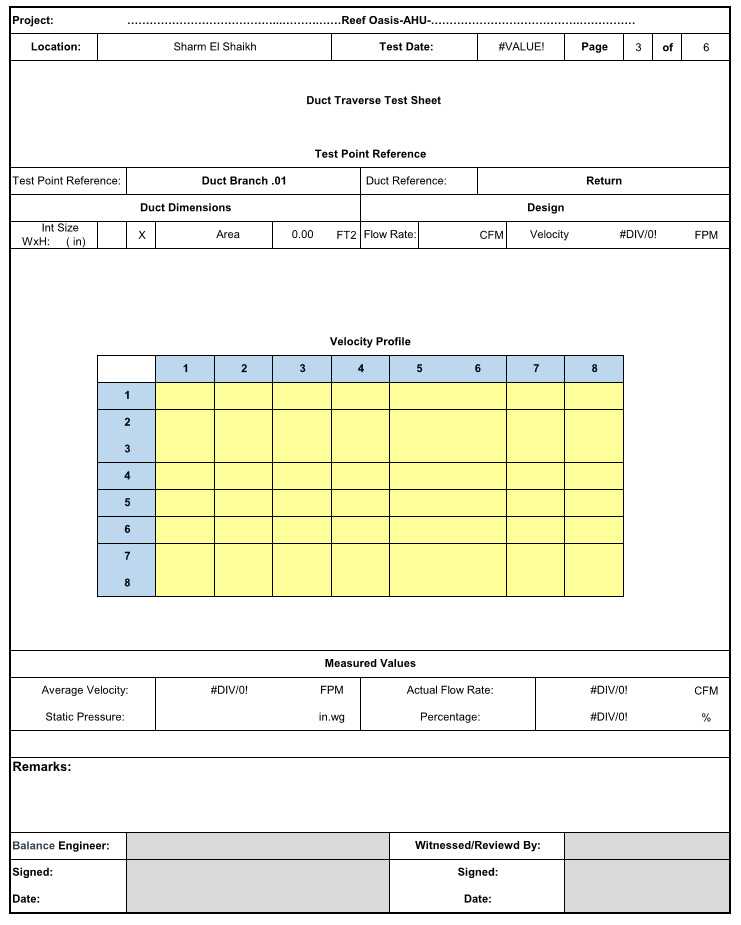 Project: ................................................................Reef Oasis-AHU-.............................................................
Location: Sharm El Shaikh Test Date: #VALUE! Page 3 of 6
Duct Traverse Test Sheet
Test Point Reference
Test Point Reference: Duct Branch .01 Duct Reference: Return
Duct Dimensions Design
Int Size
WxH: ( in) X Area 0.00 FT2 Flow Rate: CFM Velocity #DIV/0! FPM
Velocity Profile
1 2 3 4 5 6 7 8
1
2
3
4
5
6
7
8
Measured Values
Average Velocity: #DIV/0! FPM Actual Flow Rate: #DIV/0! CFM
Static Pressure: in.wg Percentage: #DIV/0! %
Remarks:
Balance Engineer: Witnessed/Reviewd By:
Signed: Signed:
Date: Date: